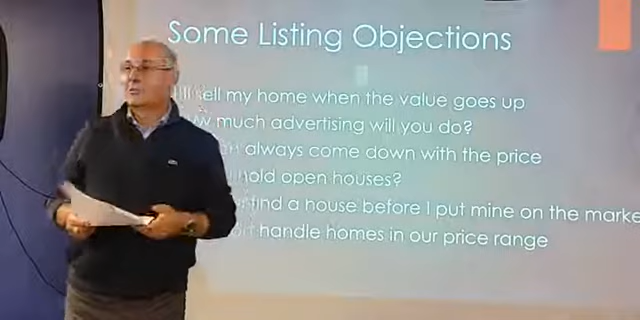 Some Listing Objections
sell my home when the value goes up
much advertising will you do?
always come down with the price
hold open houses?
find a house before I put mine on the marke
handle homes in our price range